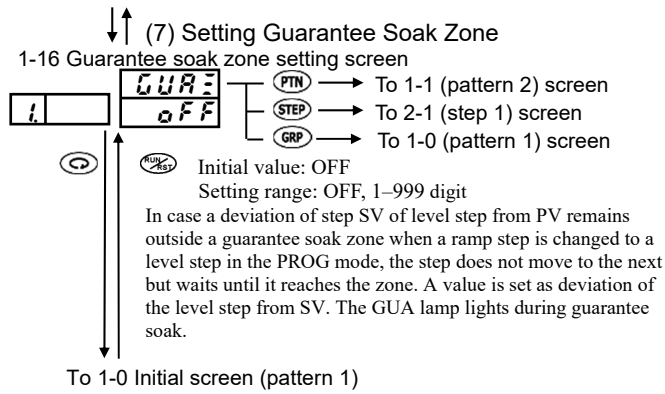 (7) Setting Guarantee Soak Zone
1-16 Guarantee soak zone setting screen
GUAΞ PTN To 1-1 (pattern 2) screen
1. oFF STEP To 2-1 (step 1) screen
GRP To 1-0 (pattern 1) screen
RUN/RST Initial value: OFF
Setting range: OFF, 1–999 digit
In case a deviation of step SV of level step from PV remains
outside a guarantee soak zone when a ramp step is changed to a
level step in the PROG mode, the step does not move to the next
but waits until it reaches the zone. A value is set as deviation of
the level step from SV. The GUA lamp lights during guarantee
soak.
To 1-0 Initial screen (pattern 1)